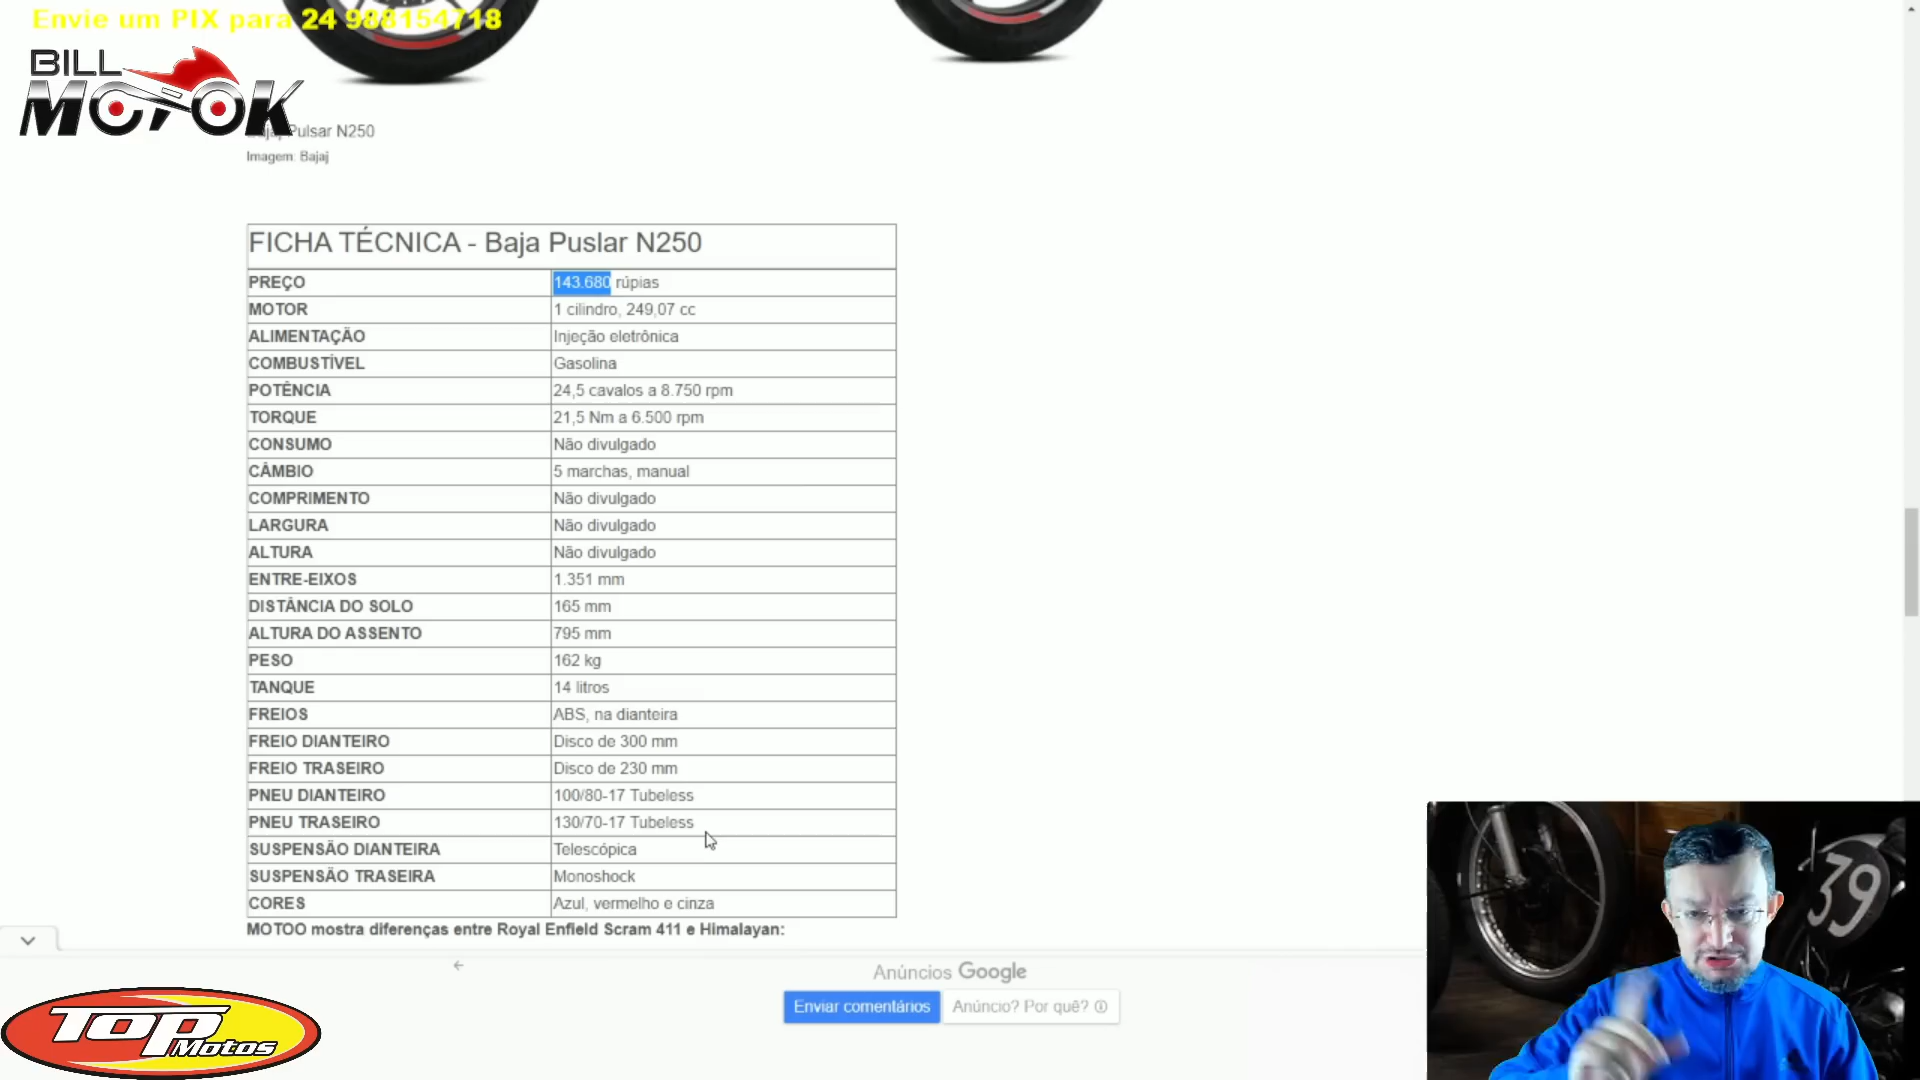 Envie um PIX para 24 988154718
BILL
MOTOK
Pulsar N250
Imagem: Bajaj
FICHA TÉCNICA - Baja Puslar N250
PREÇO 143.680 rúpias
MOTOR 1 cilindro, 249,07 cc
ALIMENTAÇÃO Injeção eletrônica
COMBUSTÍVEL Gasolina
POTÊNCIA 24,5 cavalos a 8.750 rpm
TORQUE 21,5 Nm a 6.500 rpm
CONSUMO Não divulgado
CÂMBIO 5 marchas, manual
COMPRIMENTO Não divulgado
LARGURA Não divulgado
ALTURA Não divulgado
ENTRE-EIXOS 1.351 mm
DISTÂNCIA DO SOLO 165 mm
ALTURA DO ASSENTO 795 mm
PESO 162 kg
TANQUE 14 litros
FREIOS ABS, na dianteira
FREIO DIANTEIRO Disco de 300 mm
FREIO TRASEIRO Disco de 230 mm
PNEU DIANTEIRO 100/80-17 Tubeless
PNEU TRASEIRO 130/70-17 Tubeless
SUSPENSÃO DIANTEIRA Telescópica
SUSPENSÃO TRASEIRA Monoshock
CORES Azul, vermelho e cinza
MOTOO mostra diferenças entre Royal Enfield Scram 411 e Himalayan:
Anúncios Google
Enviar comentários Anúncio? Por quê?
TOP
Motos
39